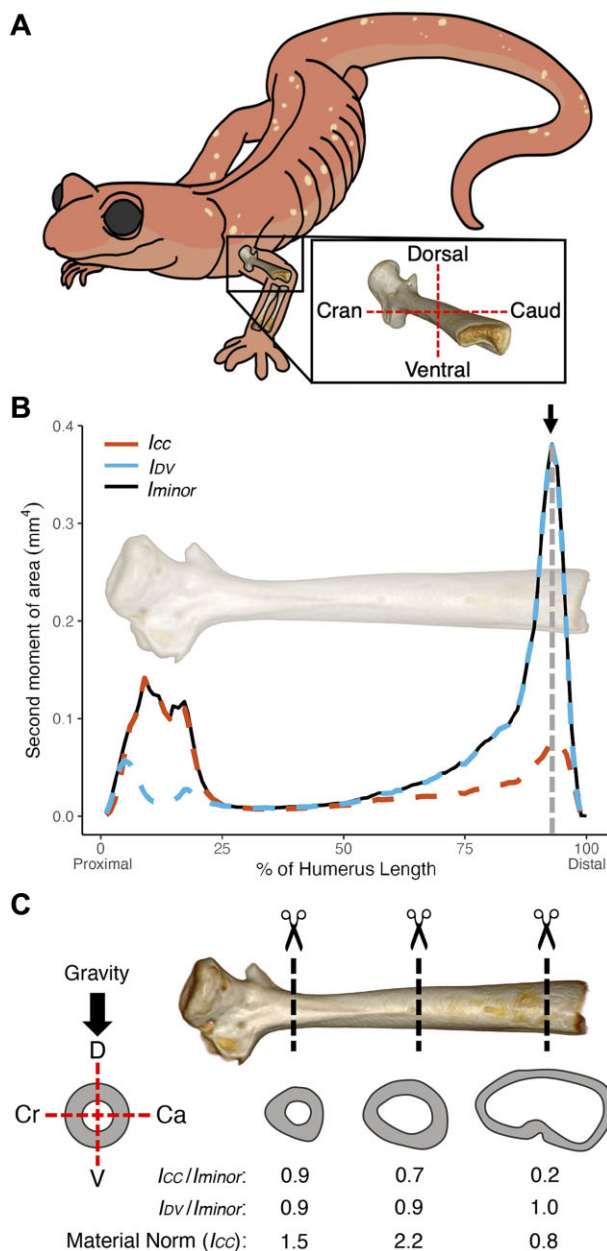 A
Dorsal
Cran
Caud
Ventral
B
Icc
IDV
Iminor
Second moment of area (mm⁴)
0.4
0.3
0.2
0.1
0.0
0
25
50
75
100
Proximal
% of Humerus Length
Distal
C
Gravity
D
Cr
Ca
V
ICC/Iminor: 0.9 0.7 0.2
IDV/Iminor: 0.9 0.9 1.0
Material Norm (ICC) 1.5 2.2 0.8